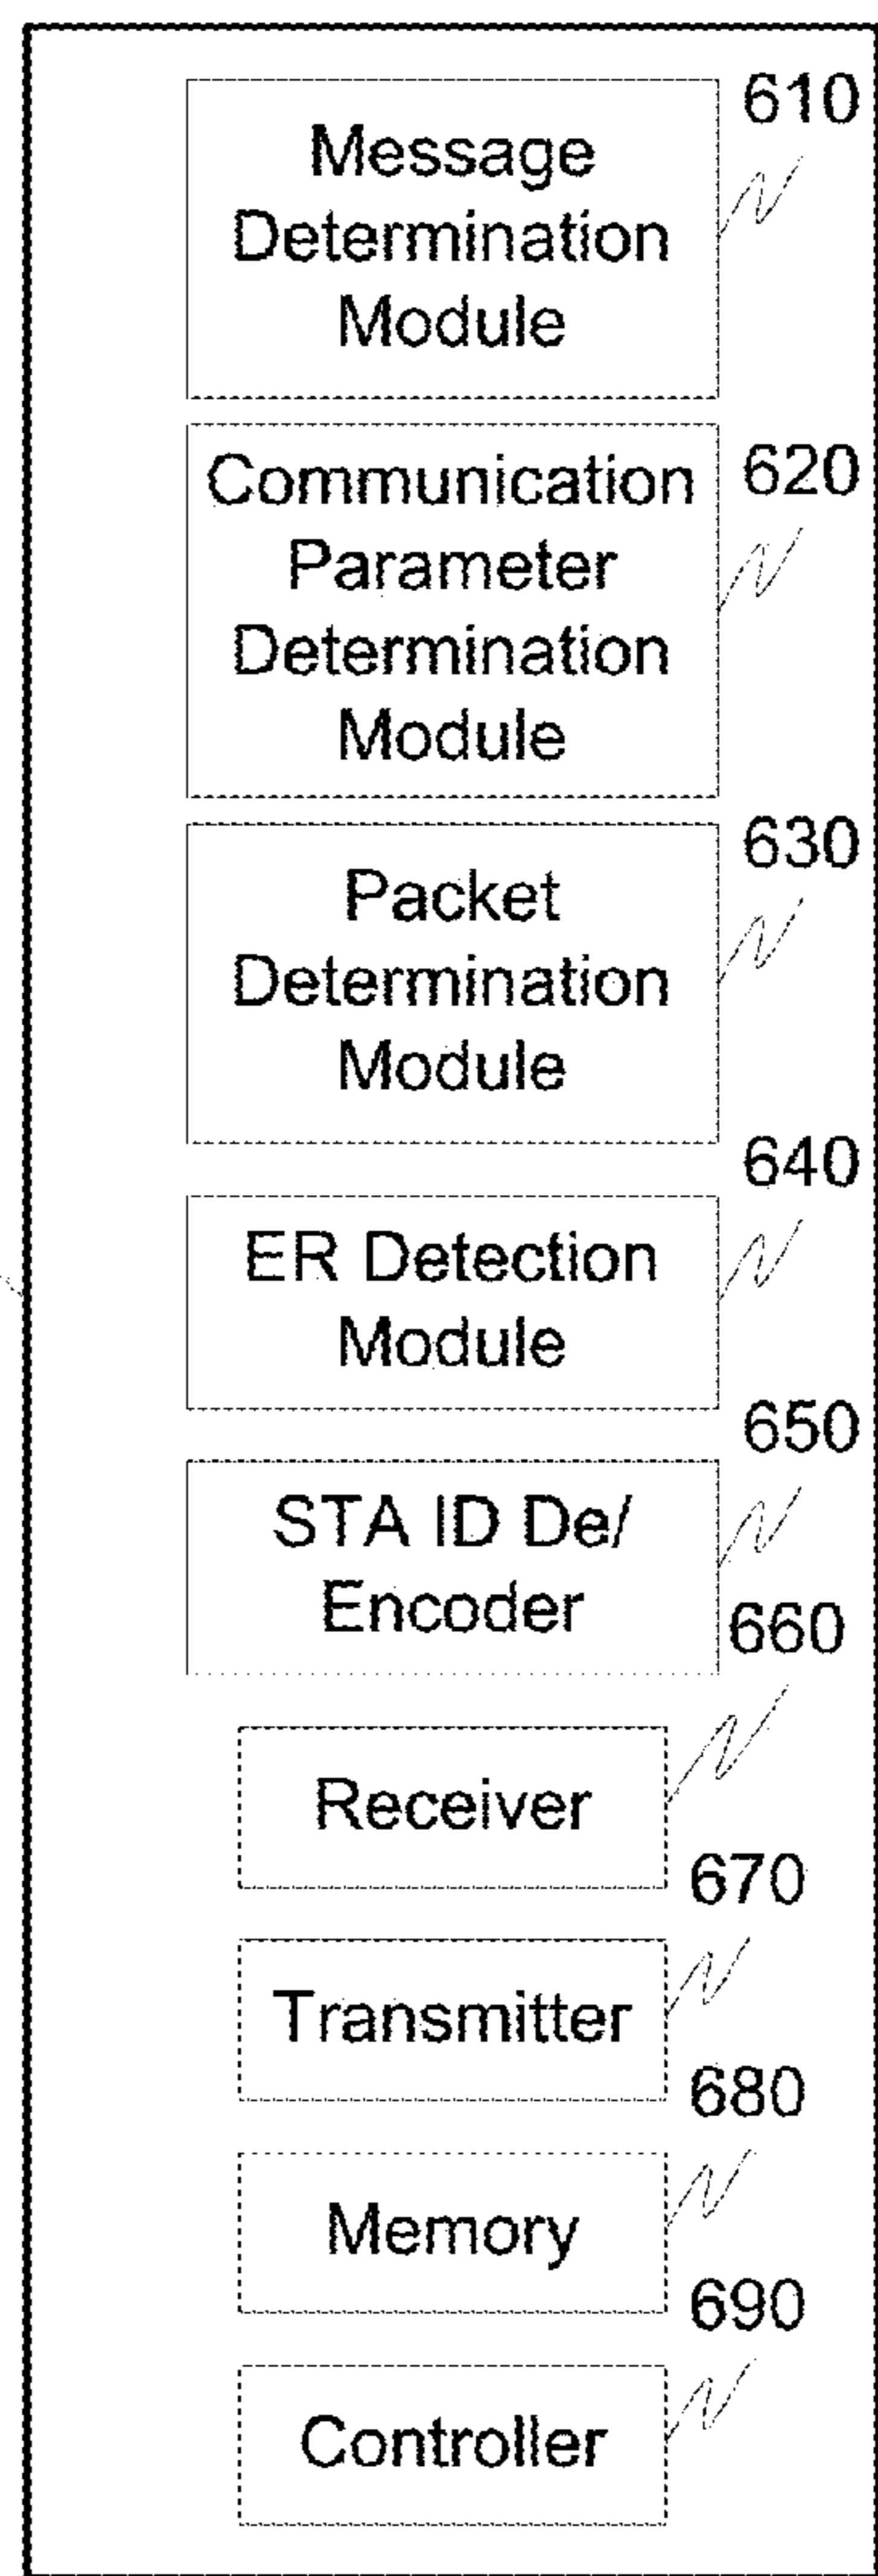 610
Message
Determination
Module
620
Communication
Parameter
Determination
Module
630
Packet
Determination
Module
640
ER Detection
Module
650
STA ID De/
Encoder
660
Receiver
670
Transmitter
680
Memory
690
Controller